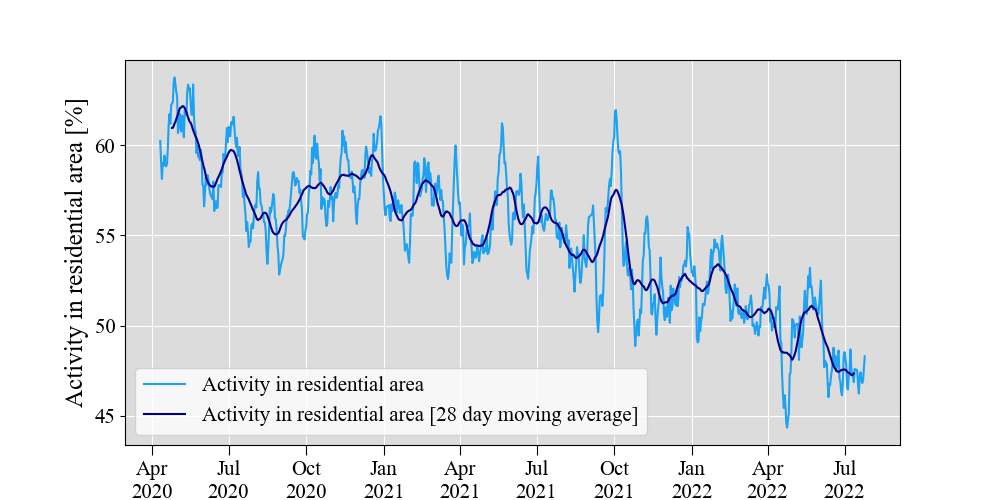 Activity in residential area [%]
60
55
50
45
Activity in residential area
Activity in residential area [28 day moving average]
Apr Jul Oct Jan Apr Jul Oct Jan Apr Jul
2020 2020 2020 2021 2021 2021 2021 2022 2022 2022